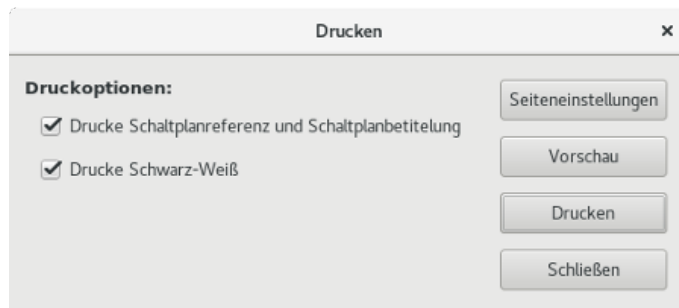 Drucken
Druckoptionen:
Drucke Schaltplanreferenz und Schaltplanbetitelung
Drucke Schwarz-Weiß
Seiteneinstellungen
Vorschau
Drucken
Schließen